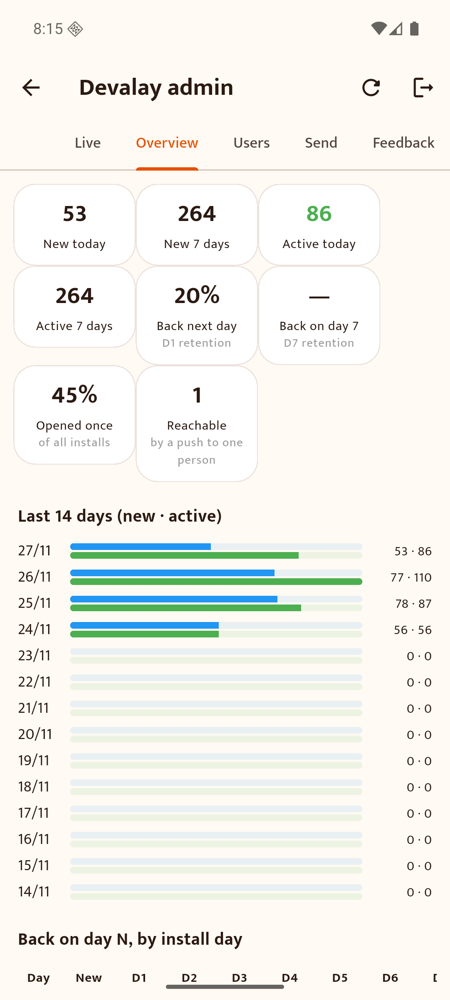 8:15
Devalay admin
Live Overview Users Send Feedback
53 264 86
New today New 7 days Active today
264 20% —
Active 7 days Back next day Back on day 7
D1 retention D7 retention
45% 1
Opened once Reachable
of all installs by a push to one
person
Last 14 days (new · active)
27/11 53 · 86
26/11 77 · 110
25/11 78 · 87
24/11 56 · 56
23/11 0 · 0
22/11 0 · 0
21/11 0 · 0
20/11 0 · 0
19/11 0 · 0
18/11 0 · 0
17/11 0 · 0
16/11 0 · 0
15/11 0 · 0
14/11 0 · 0
Back on day N, by install day
Day New D1 D2 D3 D4 D5 D6